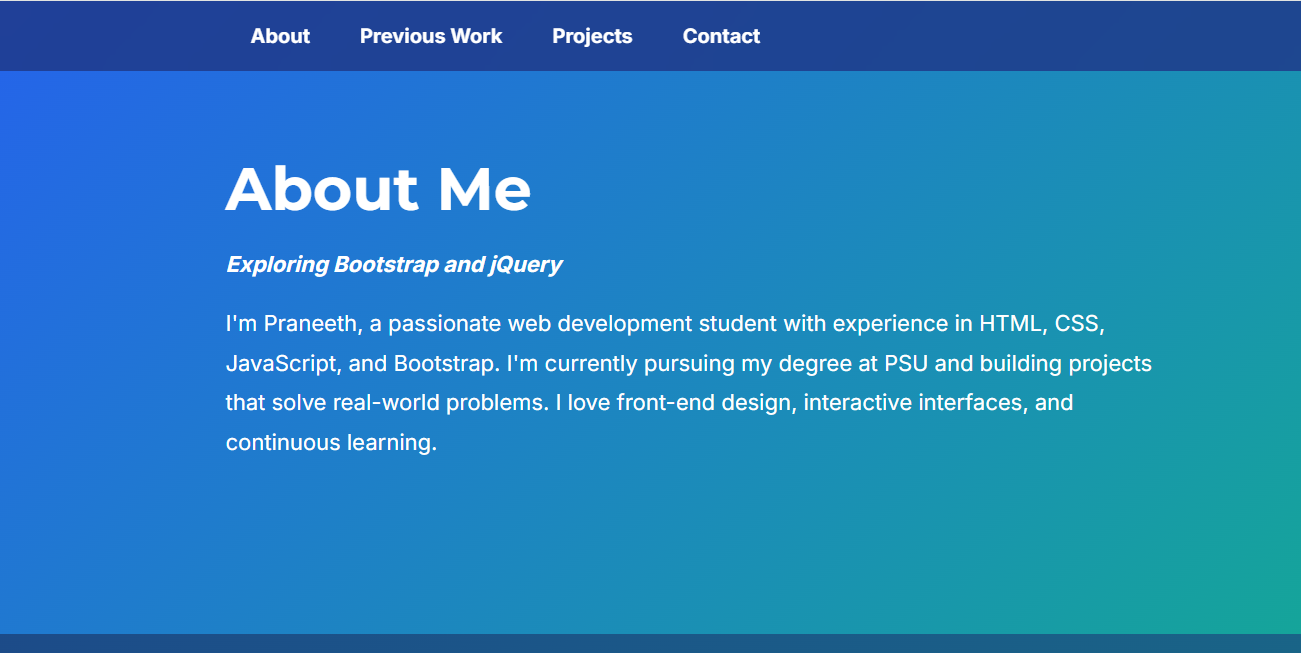 About Previous Work Projects Contact
About Me
Exploring Bootstrap and jQuery
I'm Praneeth, a passionate web development student with experience in HTML, CSS,
JavaScript, and Bootstrap. I'm currently pursuing my degree at PSU and building projects
that solve real-world problems. I love front-end design, interactive interfaces, and
continuous learning.